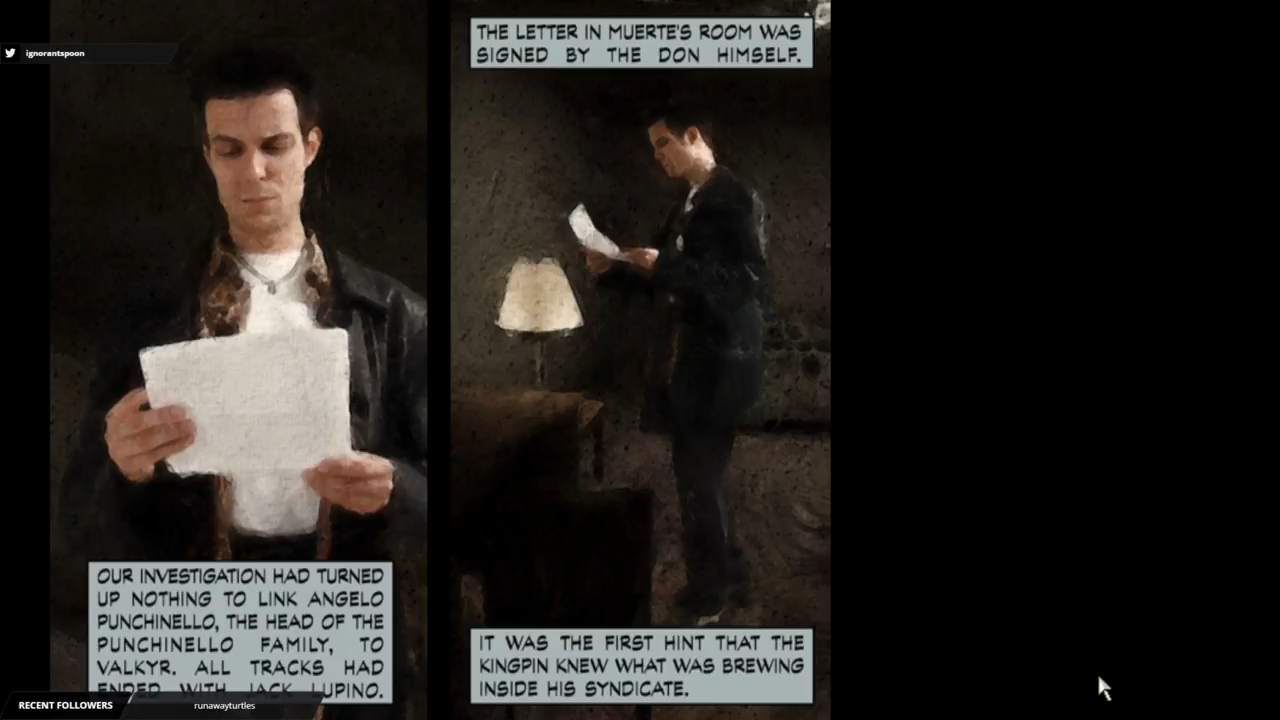 ignorantspoon
OUR INVESTIGATION HAD TURNED
UP NOTHING TO LINK ANGELO
PUNCHINELLO, THE HEAD OF THE
PUNCHINELLO FAMILY, TO
VALKYR. ALL TRACKS HAD
ENDED WITH JACK LUPINO.
THE LETTER IN MUERTE'S ROOM WAS
SIGNED BY THE DON HIMSELF.
IT WAS THE FIRST HINT THAT THE
KINGPIN KNEW WHAT WAS BREWING
INSIDE HIS SYNDICATE.
RECENT FOLLOWERS runawayturtles